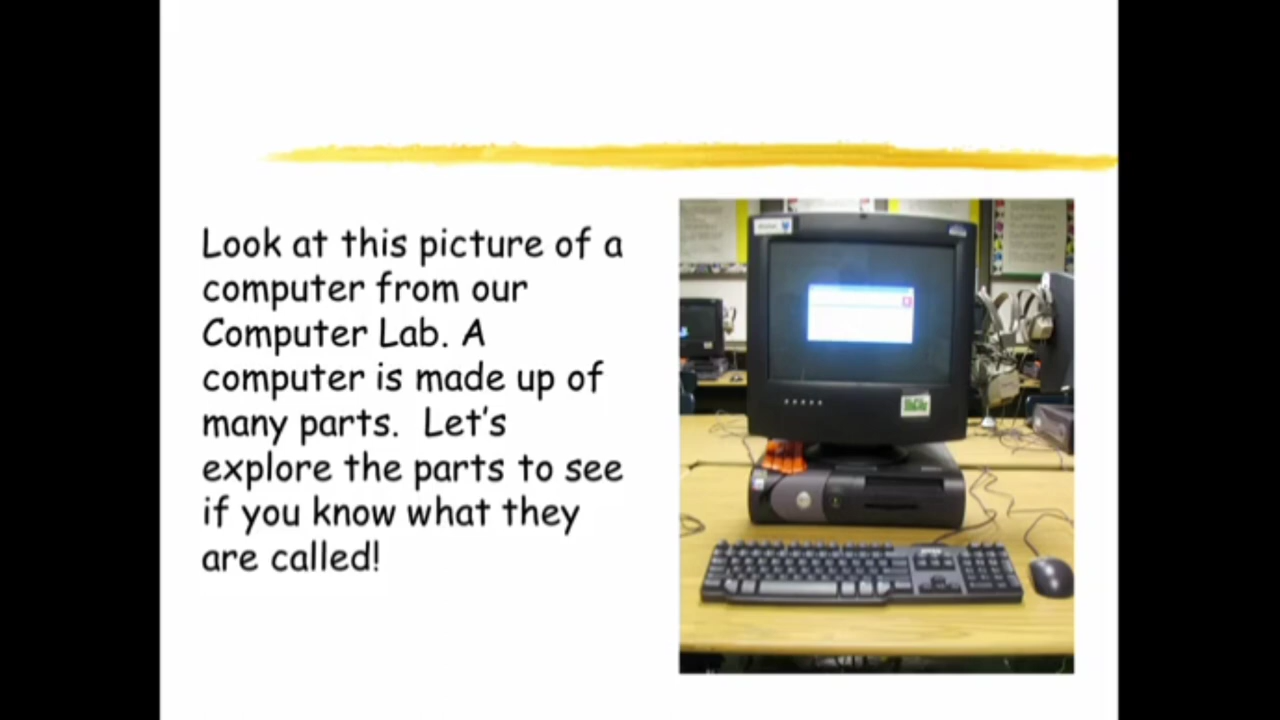 Look at this picture of a
computer from our
Computer Lab. A
computer is made up of
many parts.  Let's
explore the parts to see
if you know what they
are called!